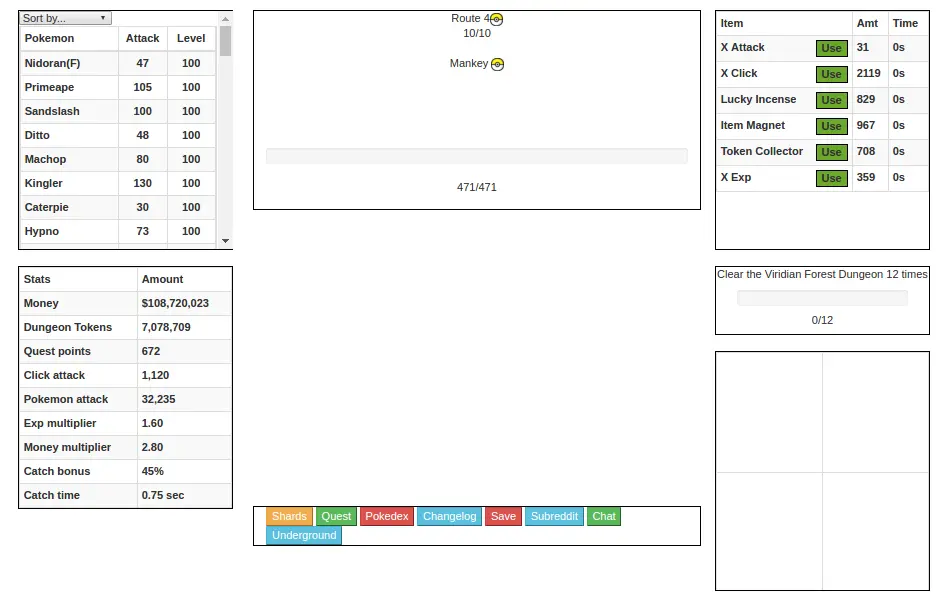 Sort by...
Pokemon Attack Level
Nidoran(F) 47 100
Primeape 105 100
Sandslash 100 100
Ditto 48 100
Machop 80 100
Kingler 130 100
Caterpie 30 100
Hypno 73 100
Stats Amount
Money $108,720,023
Dungeon Tokens 7,078,709
Quest points 672
Click attack 1,120
Pokemon attack 32,235
Exp multiplier 1.60
Money multiplier 2.80
Catch bonus 45%
Catch time 0.75 sec
Route 4
10/10
Mankey
471/471
Shards Quest Pokedex Changelog Save Subreddit Chat
Underground
Item Amt Time
X Attack Use 31 0s
X Click Use 2119 0s
Lucky Incense Use 829 0s
Item Magnet Use 967 0s
Token Collector Use 708 0s
X Exp Use 359 0s
Clear the Viridian Forest Dungeon 12 times
0/12